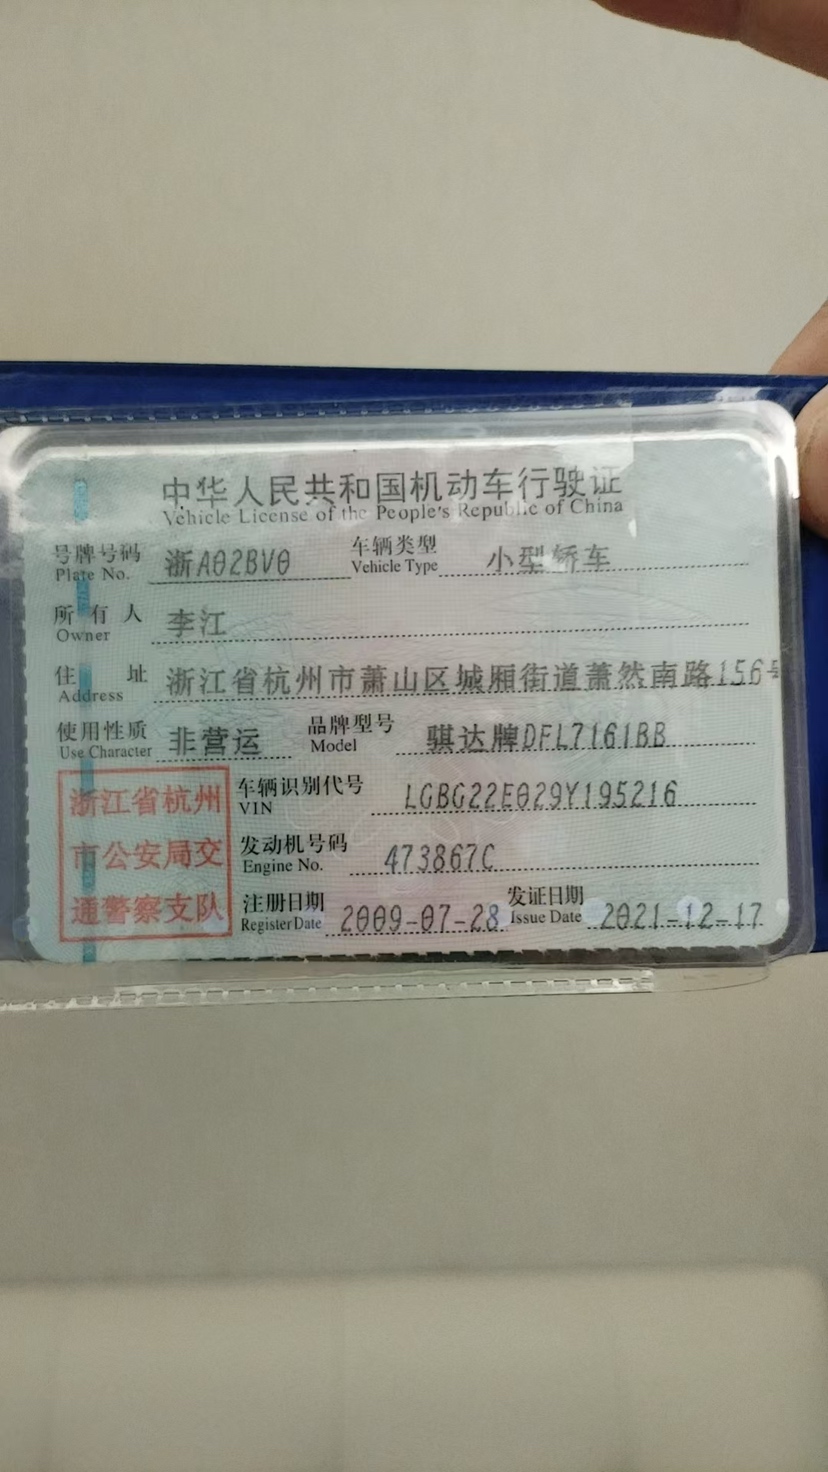 中华人民共和国机动车行驶证
Vehicle License of the People's Republic of China
号牌号码 浙A02BV0 车辆类型 小型轿车
Plate No. Vehicle Type
所有人 李江
Owner
住址 浙江省杭州市萧山区城厢街道萧然南路156号
Address
使用性质 非营运 品牌型号 骐达牌DFL7161BB
Use Character Model
浙江省杭州
市公安局交
通警察支队
车辆识别代号 LGBG22E029Y195216
VIN
发动机号码 473867C
Engine No.
注册日期 2009-07-28 发证日期 2021-12-17
Register Date Issue Date